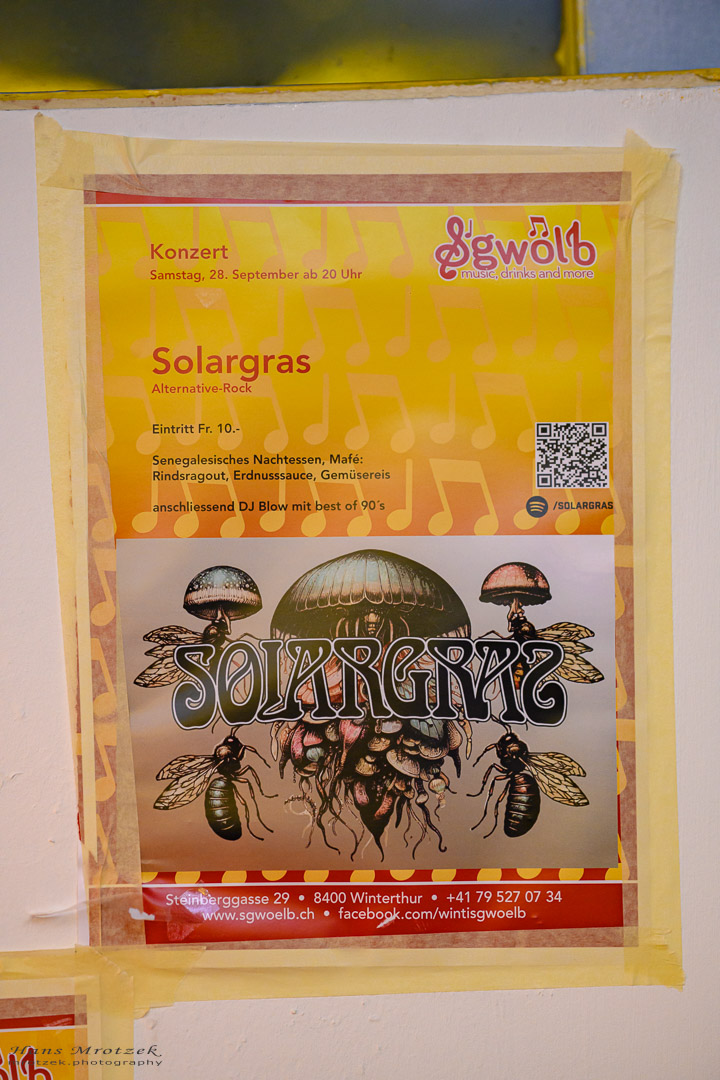 Konzert
Samstag, 28. September ab 20 Uhr
Sgwölb
music, drinks and more
Solargras
Alternative-Rock
Eintritt Fr. 10.-
Senegalesisches Nachtessen, Mafé:
Rindsragout, Erdnusssauce, Gemüsereis
anschliessend DJ Blow mit best of 90´s
/SOLARGRAS
SOLARGRAS
Steinberggasse 29 • 8400 Winterthur • +41 79 527 07 34
www.sgwoelb.ch • facebook.com/wintisgwoelb
Hans Mrotzek
mrotzek.photography